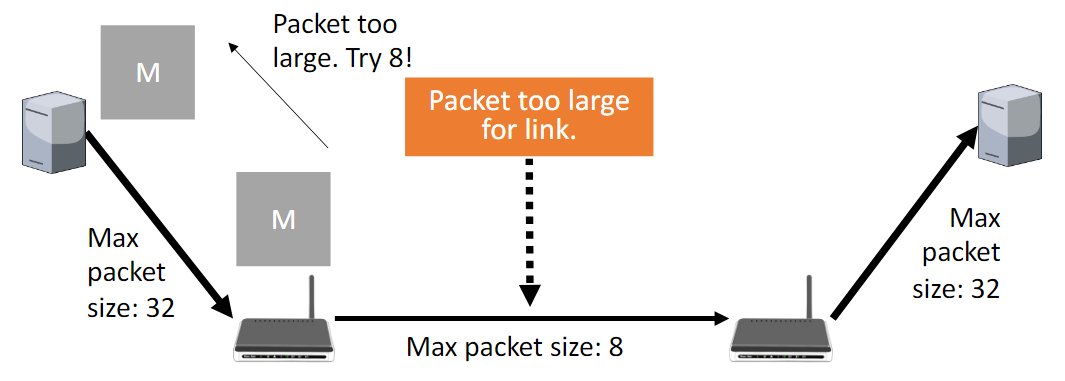 Packet too
large. Try 8!
M
Packet too large
for link.
M
Max
packet
size: 32
Max
packet
size: 32
Max packet size: 8